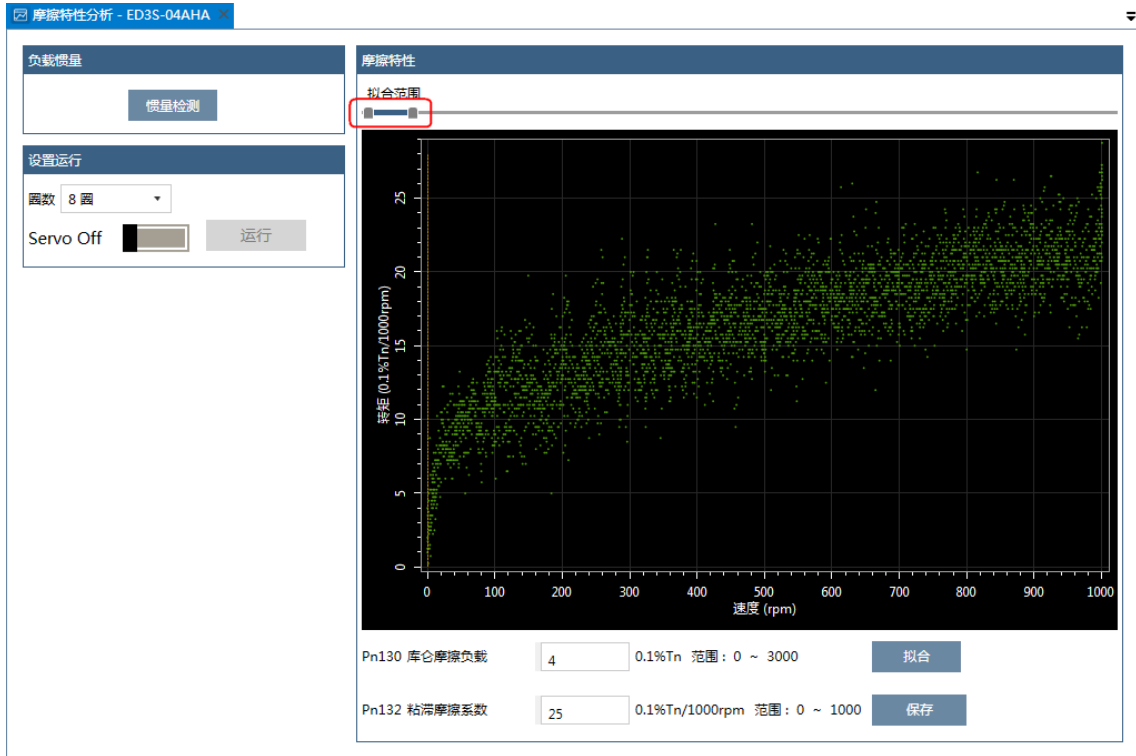 摩擦特性分析 - ED3S-04AHA
负载惯量
惯量检测
设置运行
圈数 8 圈
Servo Off 运行
摩擦特性
拟合范围
转矩 (0.1%Tn/1000rpm)
25
20
15
10
5
0
0 100 200 300 400 500 600 700 800 900 1000
速度 (rpm)
Pn130 库仑摩擦负载 4 0.1%Tn 范围: 0 ~ 3000 拟合
Pn132 粘滞摩擦系数 25 0.1%Tn/1000rpm 范围: 0 ~ 1000 保存